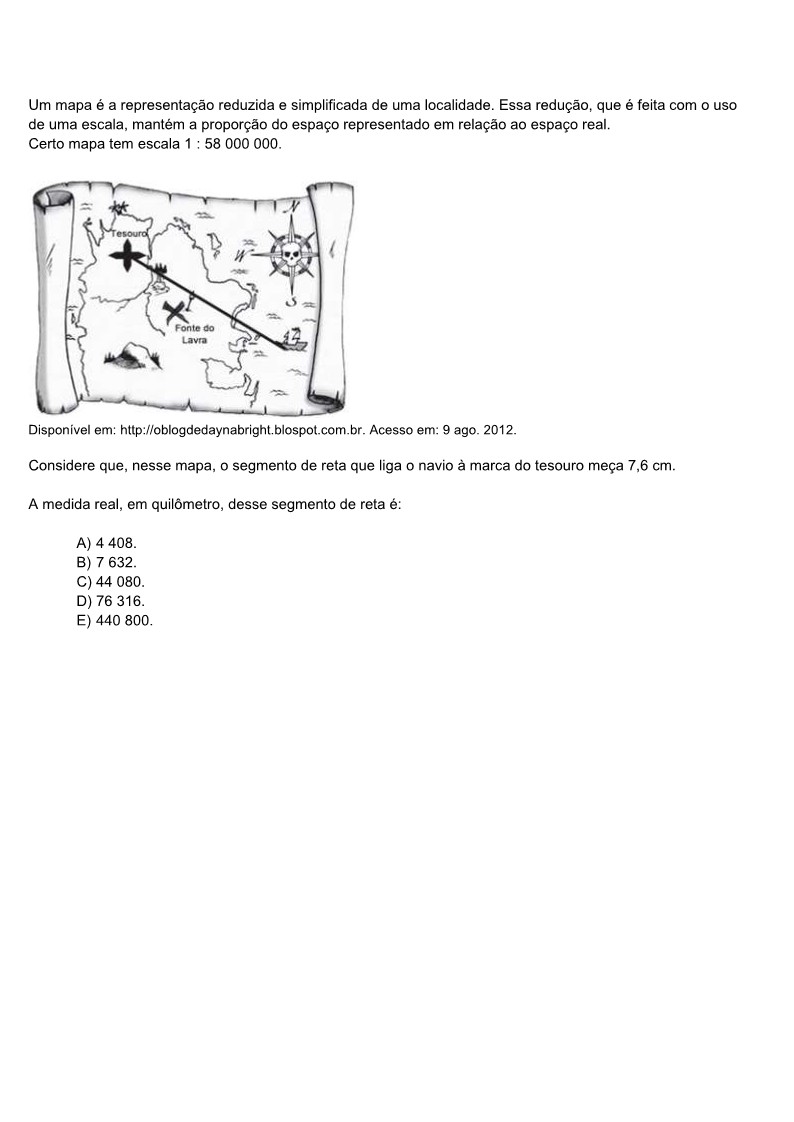 Um mapa é a representação reduzida e simplificada de uma localidade. Essa redução, que é feita com o uso
de uma escala, mantém a proporção do espaço representado em relação ao espaço real.
Certo mapa tem escala 1 : 58 000 000.
N
Tesouro
W
S
Fonte do
Lavra
Disponível em: http://oblogdedaynabright.blospot.com.br. Acesso em: 9 ago. 2012.
Considere que, nesse mapa, o segmento de reta que liga o navio à marca do tesouro meça 7,6 cm.
A medida real, em quilômetro, desse segmento de reta é:
A) 4 408.
B) 7 632.
C) 44 080.
D) 76 316.
E) 440 800.